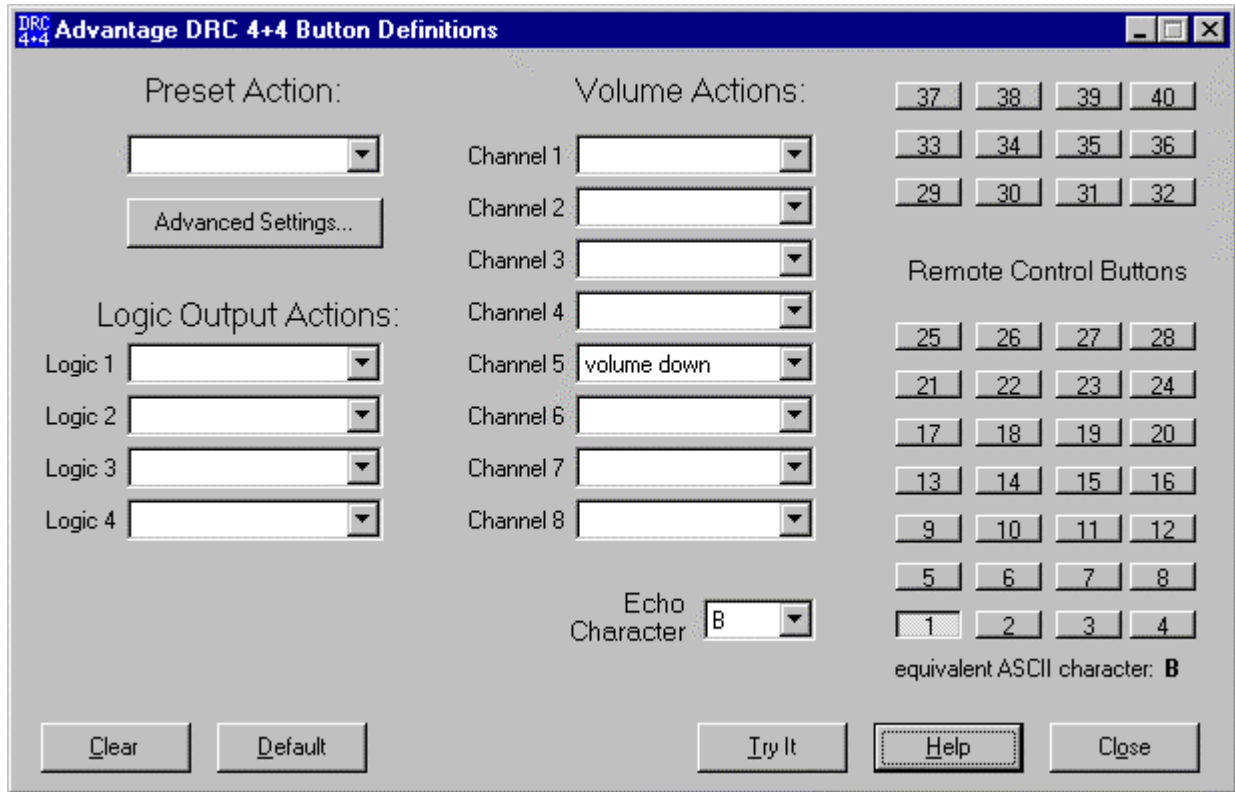 DRC 4+4 Advantage DRC 4+4 Button Definitions
Preset Action:
Advanced Settings...
Logic Output Actions:
Logic 1
Logic 2
Logic 3
Logic 4
Volume Actions:
Channel 1
Channel 2
Channel 3
Channel 4
Channel 5 volume down
Channel 6
Channel 7
Channel 8
Echo
Character B
37 38 39 40
33 34 35 36
29 30 31 32
Remote Control Buttons
25 26 27 28
21 22 23 24
17 18 19 20
13 14 15 16
9 10 11 12
5 6 7 8
1 2 3 4
equivalent ASCII character: B
Clear Default Try It Help Close